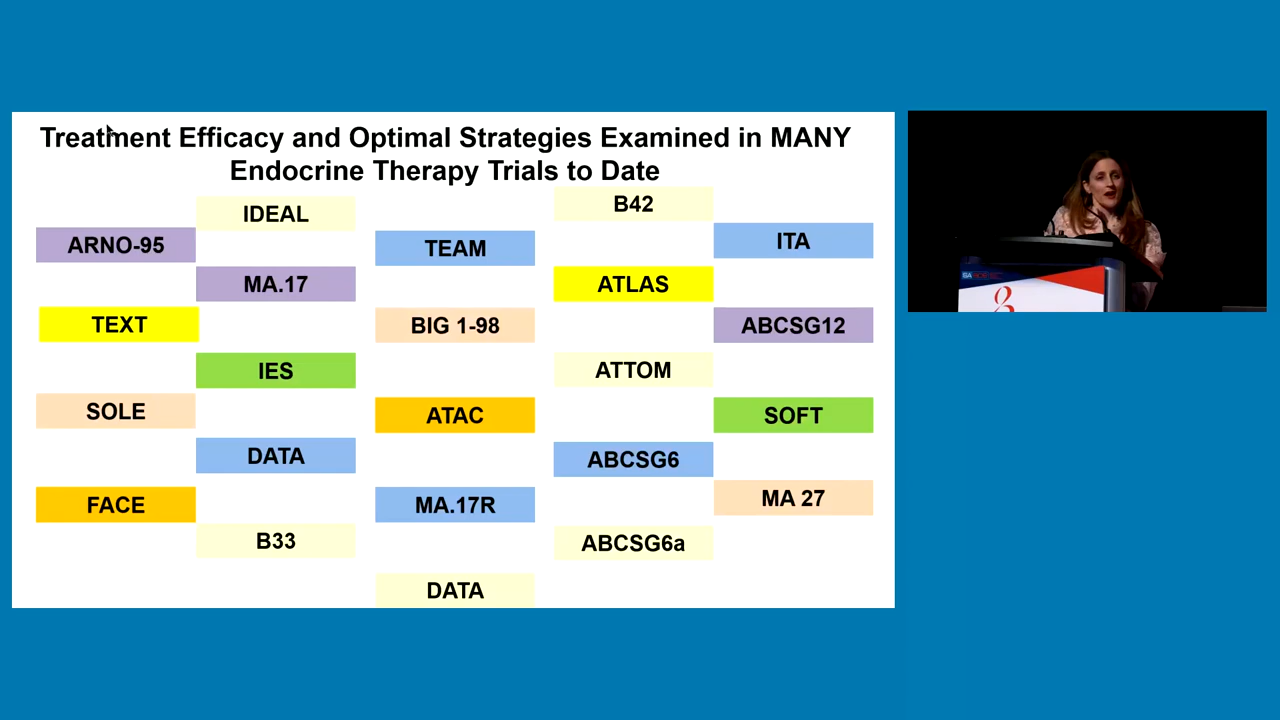 Treatment Efficacy and Optimal Strategies Examined in MANY
Endocrine Therapy Trials to Date
B42
IDEAL
ITA
ARNO-95
TEAM
MA.17
ATLAS
TEXT
BIG 1-98
ABCSG12
IES
ATTOM
SOLE
ATAC
SOFT
DATA
ABCSG6
MA 27
FACE
MA.17R
B33
ABCSG6a
DATA